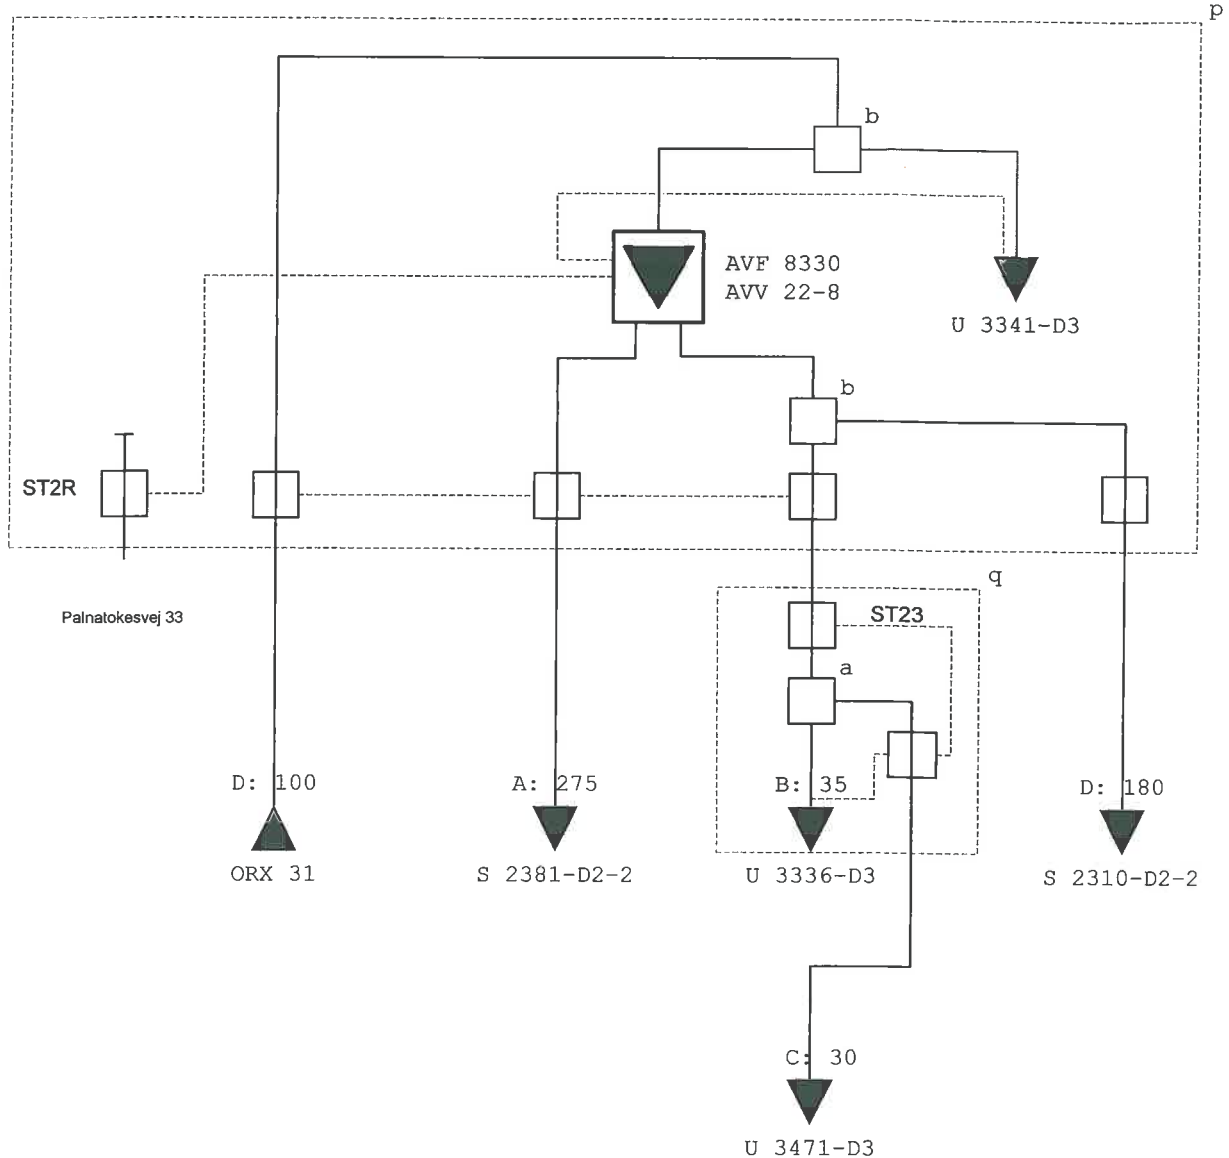 p
b
AVF 8330
AVV 22-8
U 3341-D3
b
ST2R
q
Palnatokesvej 33
ST23
a
D: 100
A: 275
B: 35
D: 180
ORX 31
S 2381-D2-2
U 3336-D3
S 2310-D2-2
C: 30
U 3471-D3